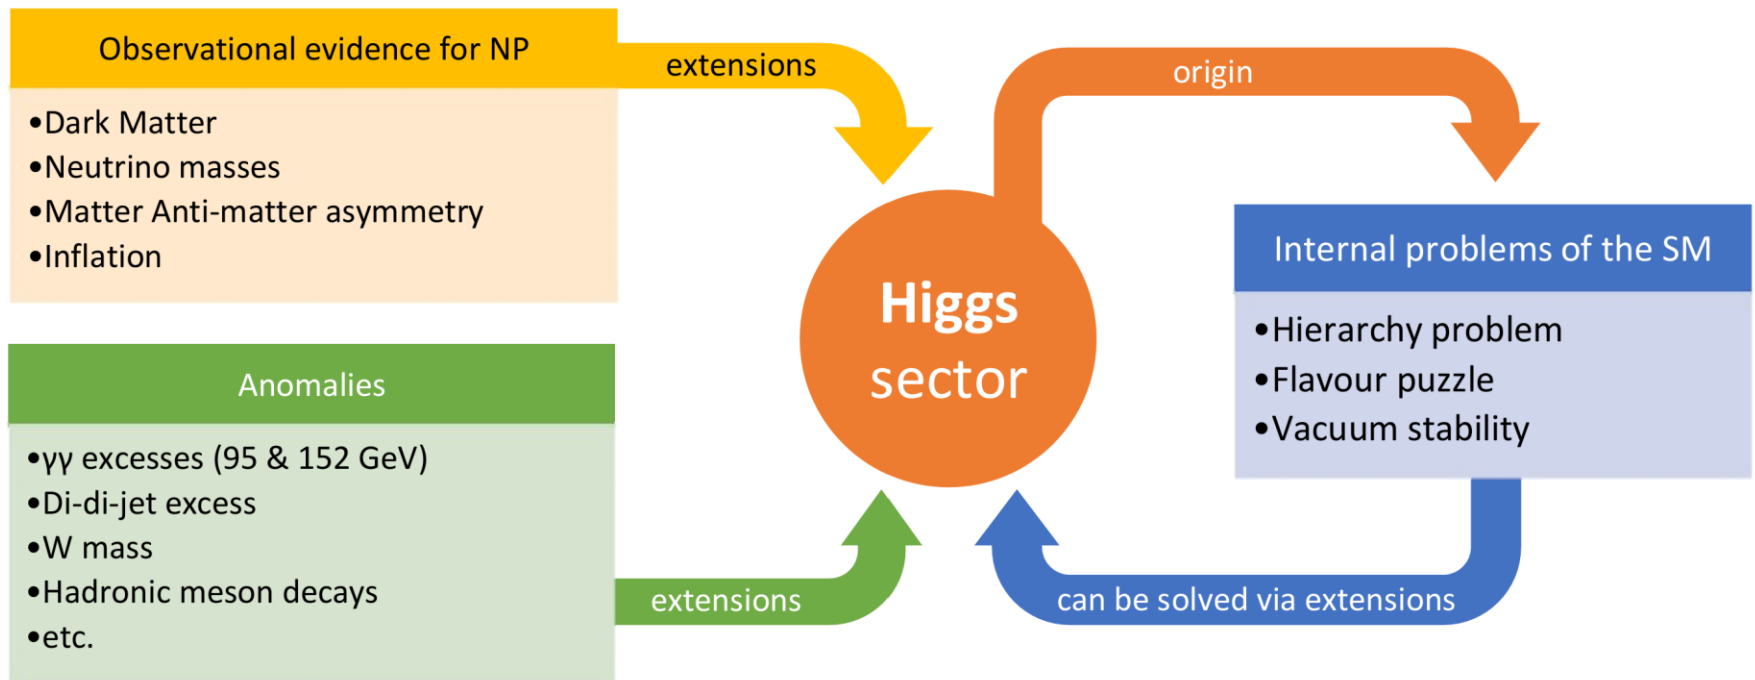 Observational evidence for NP
•Dark Matter
•Neutrino masses
•Matter Anti-matter asymmetry
•Inflation
extensions
Anomalies
•γγ excesses (95 & 152 GeV)
•Di-di-jet excess
•W mass
•Hadronic meson decays
•etc.
extensions
Higgs
sector
origin
Internal problems of the SM
•Hierarchy problem
•Flavour puzzle
•Vacuum stability
can be solved via extensions